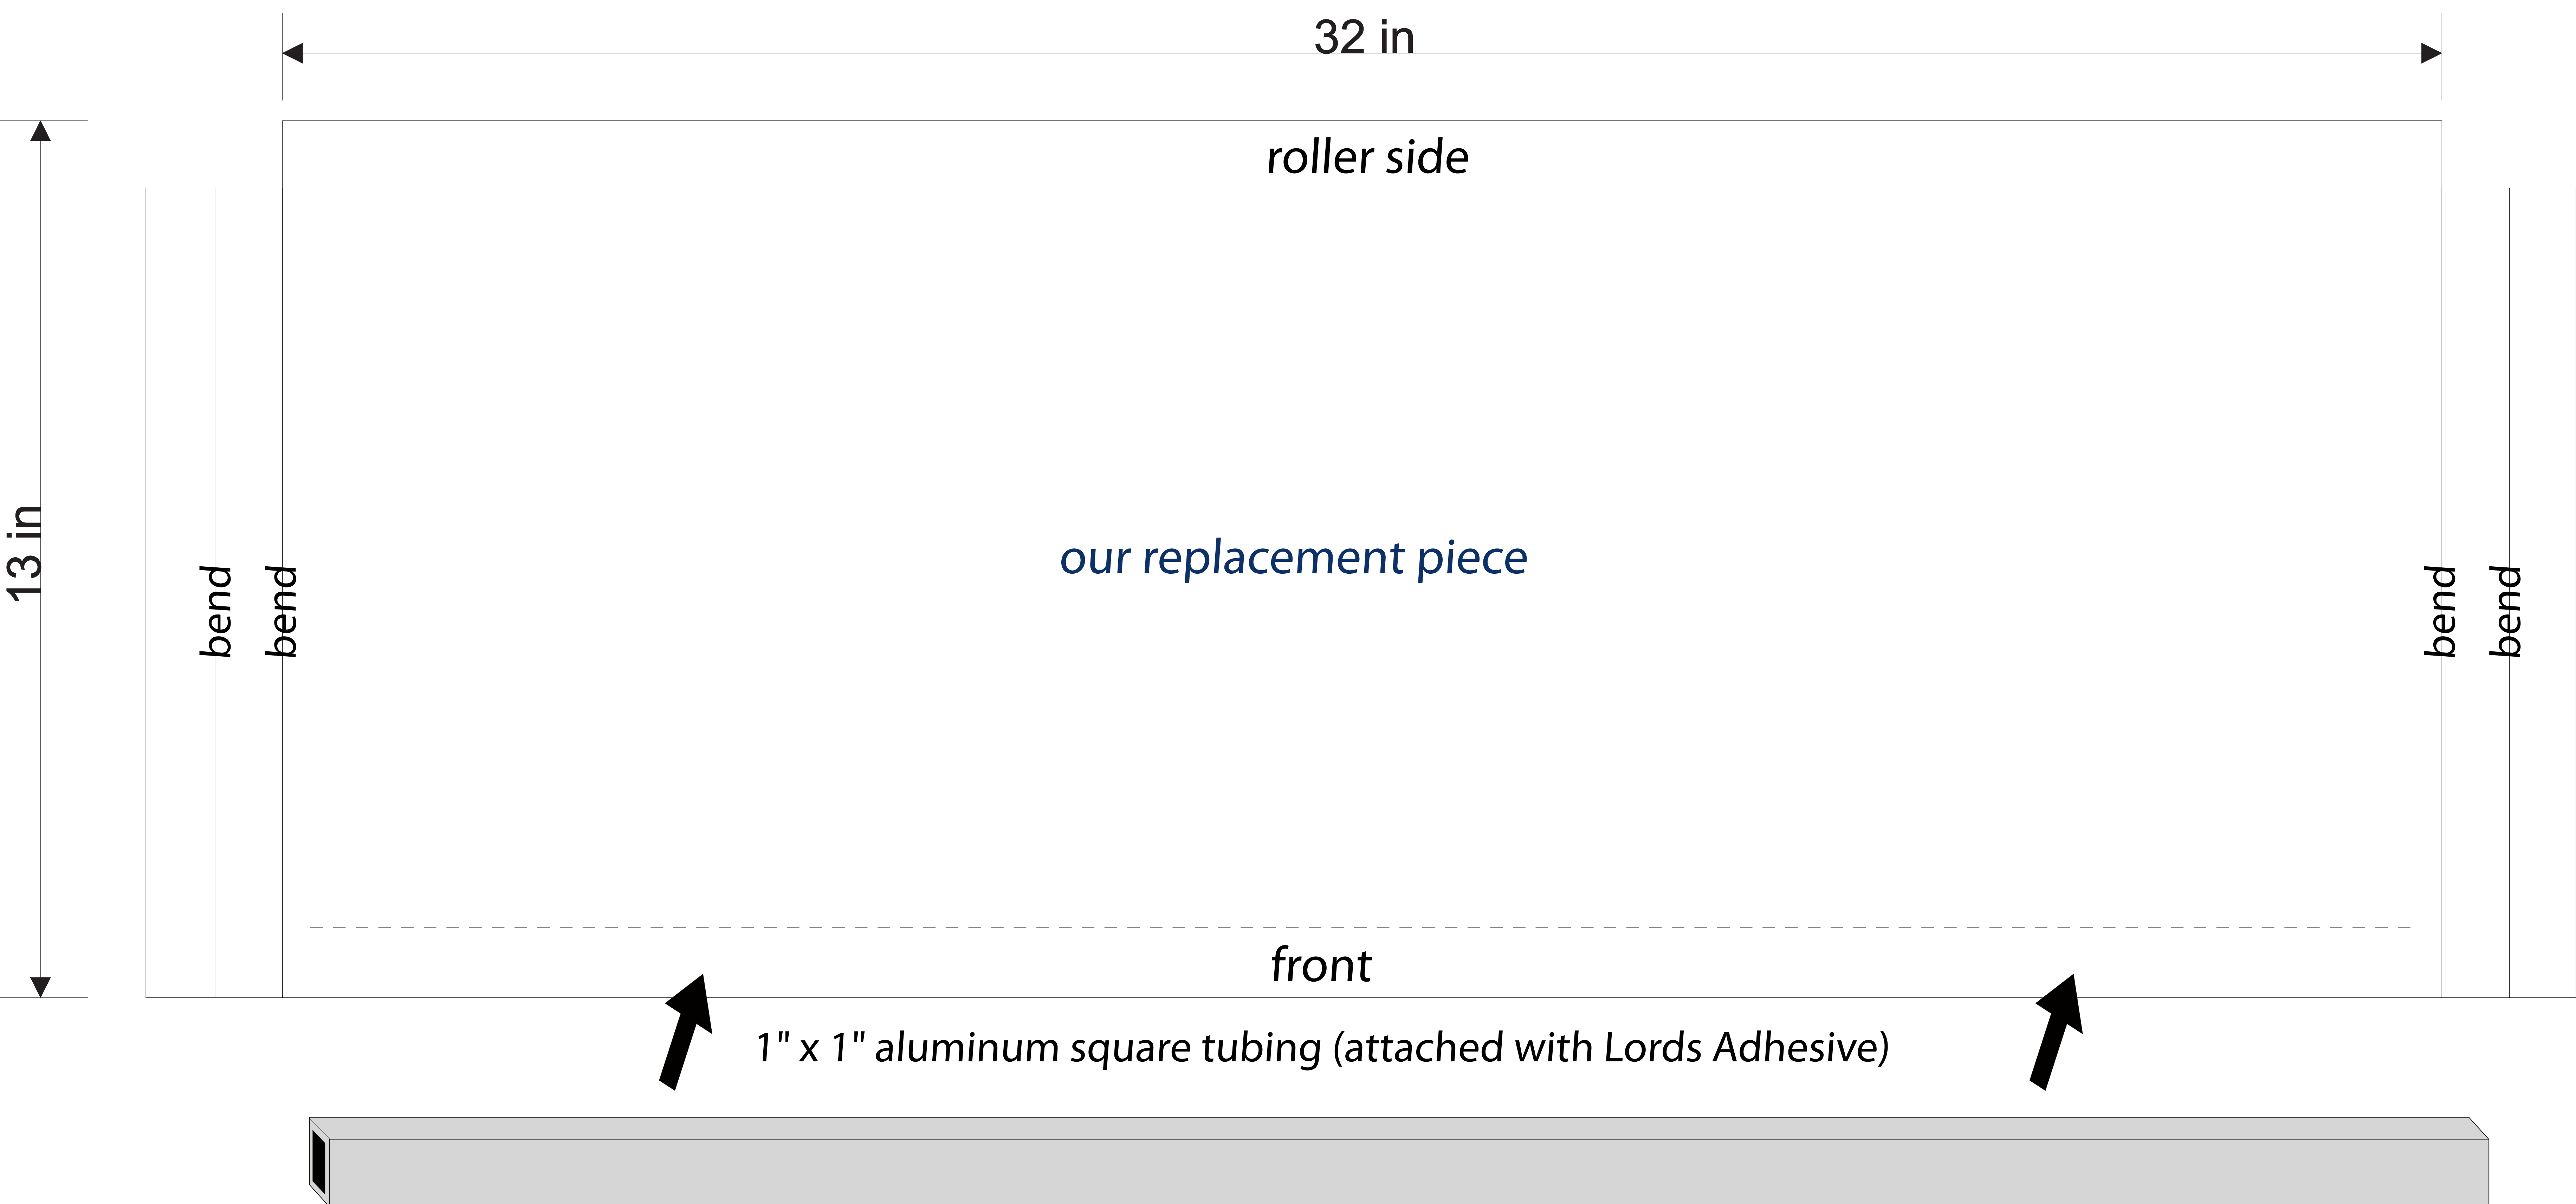 32 in
roller side
13 in
our replacement piece
bend
bend
bend
bend
front
1" x 1" aluminum square tubing (attached with Lords Adhesive)